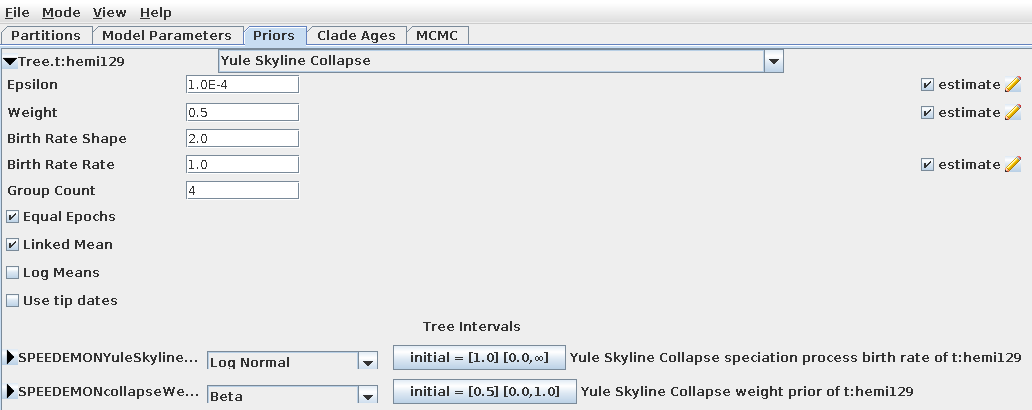 File Mode View Help
Partitions Model Parameters Priors Clade Ages MCMC
Tree.t:hemi129 Yule Skyline Collapse
Epsilon 1.0E-4 estimate
Weight 0.5 estimate
Birth Rate Shape 2.0
Birth Rate Rate 1.0 estimate
Group Count 4
Equal Epochs
Linked Mean
Log Means
Use tip dates
Tree Intervals
SPEEDEMONYuleSkyline... Log Normal initial = [1.0] [0.0,∞] Yule Skyline Collapse speciation process birth rate of t:hemi129
SPEEDEMONcollapseWe... Beta initial = [0.5] [0.0,1.0] Yule Skyline Collapse weight prior of t:hemi129